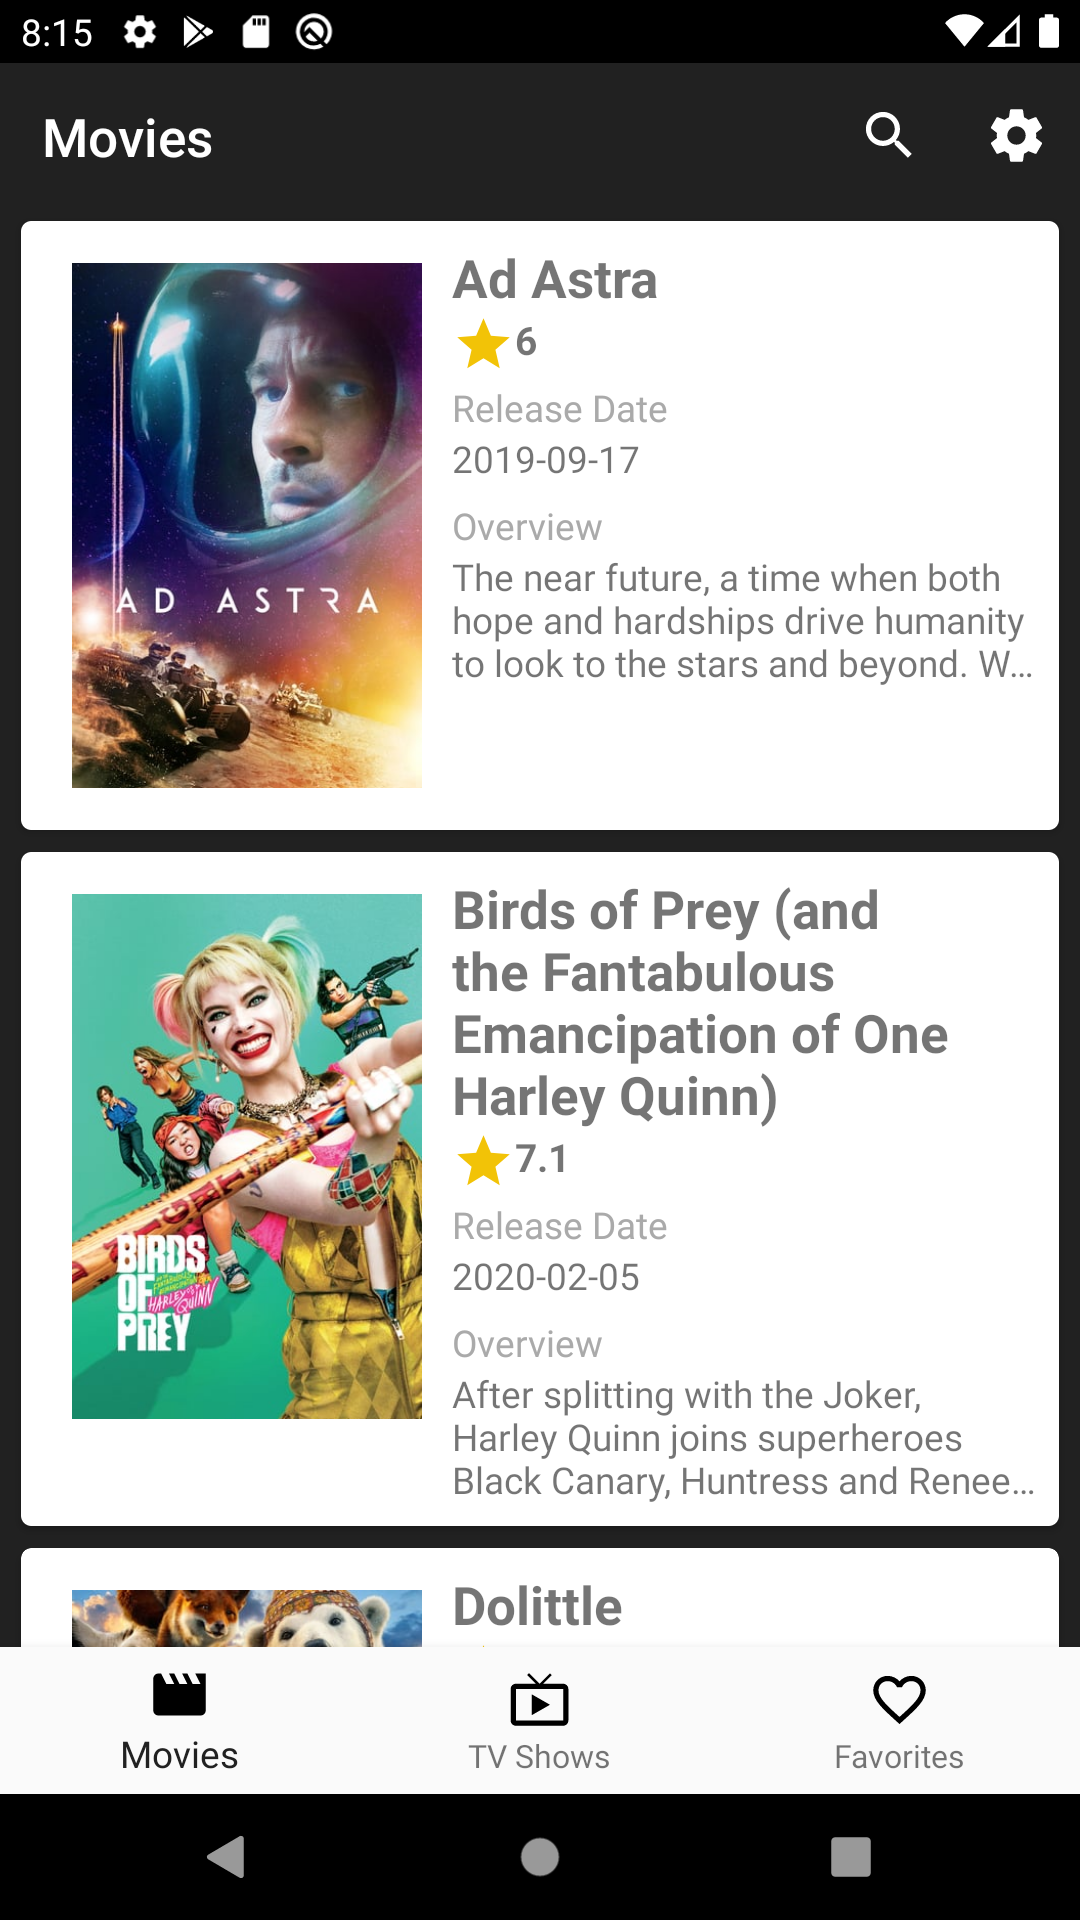 8:15
Movies
Ad Astra
6
Release Date
2019-09-17
Overview
The near future, a time when both
hope and hardships drive humanity
to look to the stars and beyond. W...
AD ASTRA
Birds of Prey (and
the Fantabulous
Emancipation of One
Harley Quinn)
7.1
Release Date
2020-02-05
Overview
After splitting with the Joker,
Harley Quinn joins superheroes
Black Canary, Huntress and Renee...
BIRDS
OF
HARLEY QUINN
PREY
Dolittle
Movies
TV Shows
Favorites